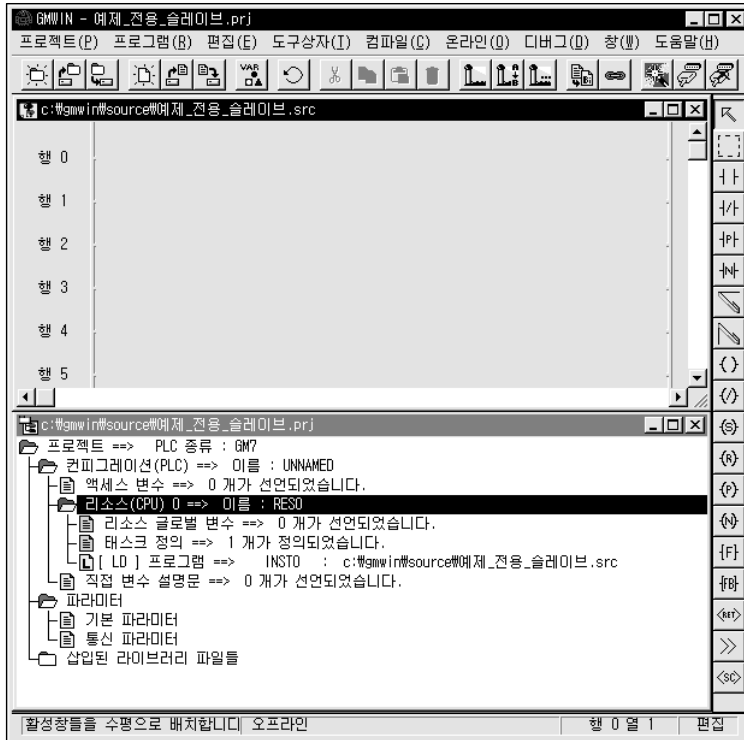 GMWIN - 예제_전용_슬레이브.prj
프로젝트(P) 프로그램(R) 편집(E) 도구상자(T) 컴파일(C) 온라인(O) 디버그(D) 창(W) 도움말(H)
VAR
c:₩gmwin₩source₩예제_전용_슬레이브.src
행 0
행 1
행 2
행 3
행 4
행 5
c:₩gmwin₩source₩예제_전용_슬레이브.prj
프로젝트 ==> PLC 종류 : GM7
컨피그레이션(PLC) ==> 이름 : UNNAMED
액세스 변수 ==> 0 개가 선언되었습니다.
리소스(CPU) 0 ==> 이름 : RES0
리소스 글로벌 변수 ==> 0 개가 선언되었습니다.
태스크 정의 ==> 1 개가 정의되었습니다.
[ LD ] 프로그램 ==> INST0 : c:₩gmwin₩source₩예제_전용_슬레이브.src
직접 변수 설명문 ==> 0 개가 선언되었습니다.
파라미터
기본 파라미터
통신 파라미터
삽입된 라이브러리 파일들
{S}
{R}
{P}
{N}
{F}
{FB}
<RET>
<SC>
활성창들을 수평으로 배치합니다 오프라인 행 0 열 1 편집